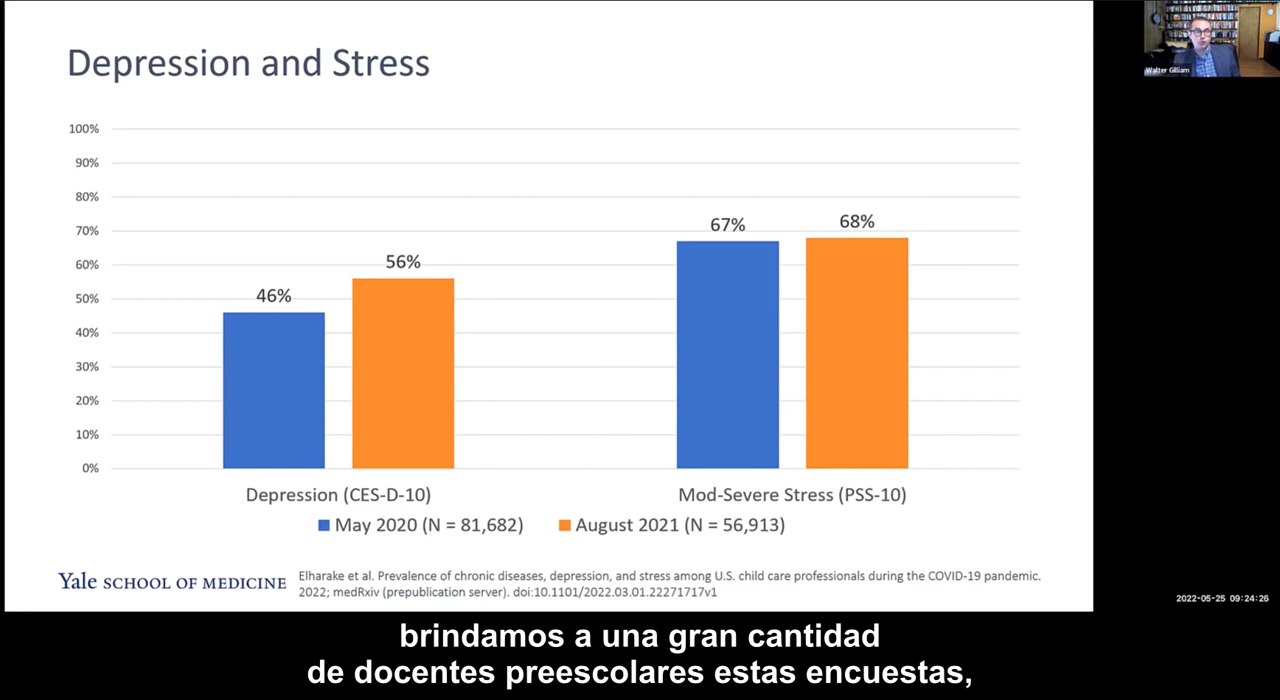 Depression and Stress
Walter Gilliam
100%
90%
80%
70%
60%
50%
40%
30%
20%
10%
0%
46%
56%
67%
68%
Depression (CES-D-10)
Mod-Severe Stress (PSS-10)
May 2020 (N = 81,682)
August 2021 (N = 56,913)
Yale SCHOOL OF MEDICINE
Elharake et al. Prevalence of chronic diseases, depression, and stress among U.S. child care professionals during the COVID-19 pandemic.
2022; medRxiv (prepublication server). doi:10.1101/2022.03.01.22271717v1
2022-05-25 09:24:26
brindamos a una gran cantidad
de docentes preescolares estas encuestas,